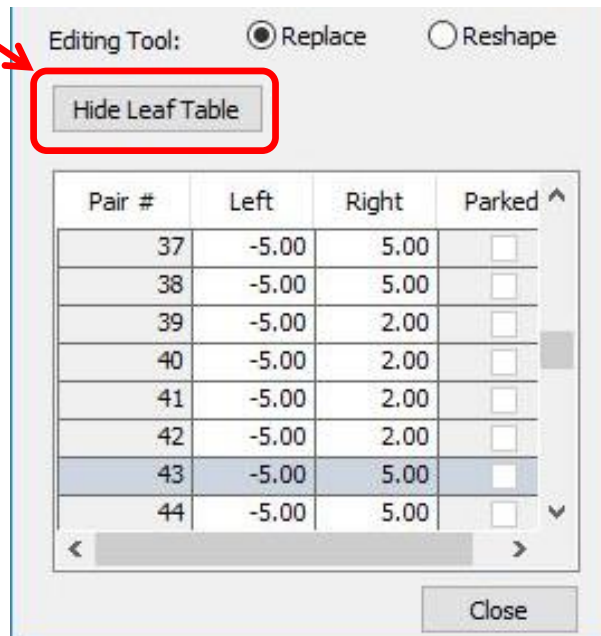 Editing Tool: Replace Reshape
Hide Leaf Table
Pair # Left Right Parked
37 -5.00 5.00
38 -5.00 5.00
39 -5.00 2.00
40 -5.00 2.00
41 -5.00 2.00
42 -5.00 2.00
43 -5.00 5.00
44 -5.00 5.00
Close